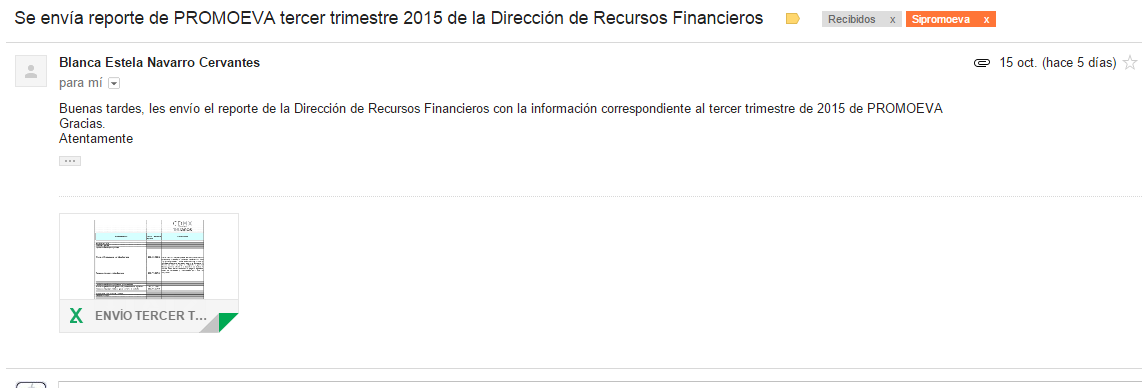 Se envía reporte de PROMOEVA tercer trimestre 2015 de la Dirección de Recursos Financieros
Recibidos x
Sipromoeva x
Blanca Estela Navarro Cervantes
15 oct. (hace 5 días)
para mí
Buenas tardes, les envío el reporte de la Dirección de Recursos Financieros con la información correspondiente al tercer trimestre de 2015 de PROMOEVA
Gracias.
Atentamente
CDMX
ENVÍO TERCER T...